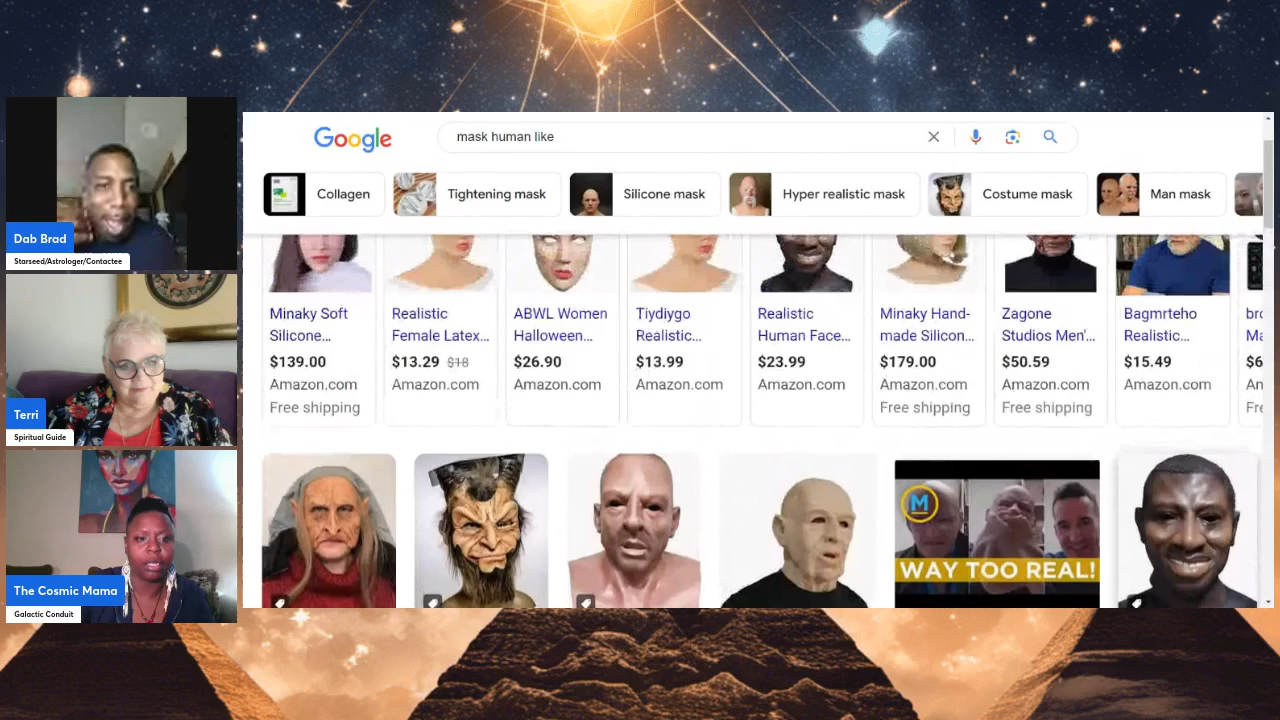 Dab Brad
Starseed/Astrologer/Contactee
Terri
Spiritual Guide
The Cosmic Mama
Galactic Conduit
Google
mask human like
Collagen
Tightening mask
Silicone mask
Hyper realistic mask
Costume mask
Man mask
Minaky Soft
Silicone...
$139.00
Amazon.com
Free shipping
Realistic
Female Latex...
$13.29 $18
Amazon.com
ABWL Women
Halloween...
$26.90
Amazon.com
Tiydiygo
Realistic...
$13.99
Amazon.com
Realistic
Human Face...
$23.99
Amazon.com
Minaky Hand-
made Silicon...
$179.00
Amazon.com
Free shipping
Zagone
Studios Men'...
$50.59
Amazon.com
Free shipping
Bagmrteho
Realistic...
$15.49
Amazon.com
M
WAY TOO REAL!